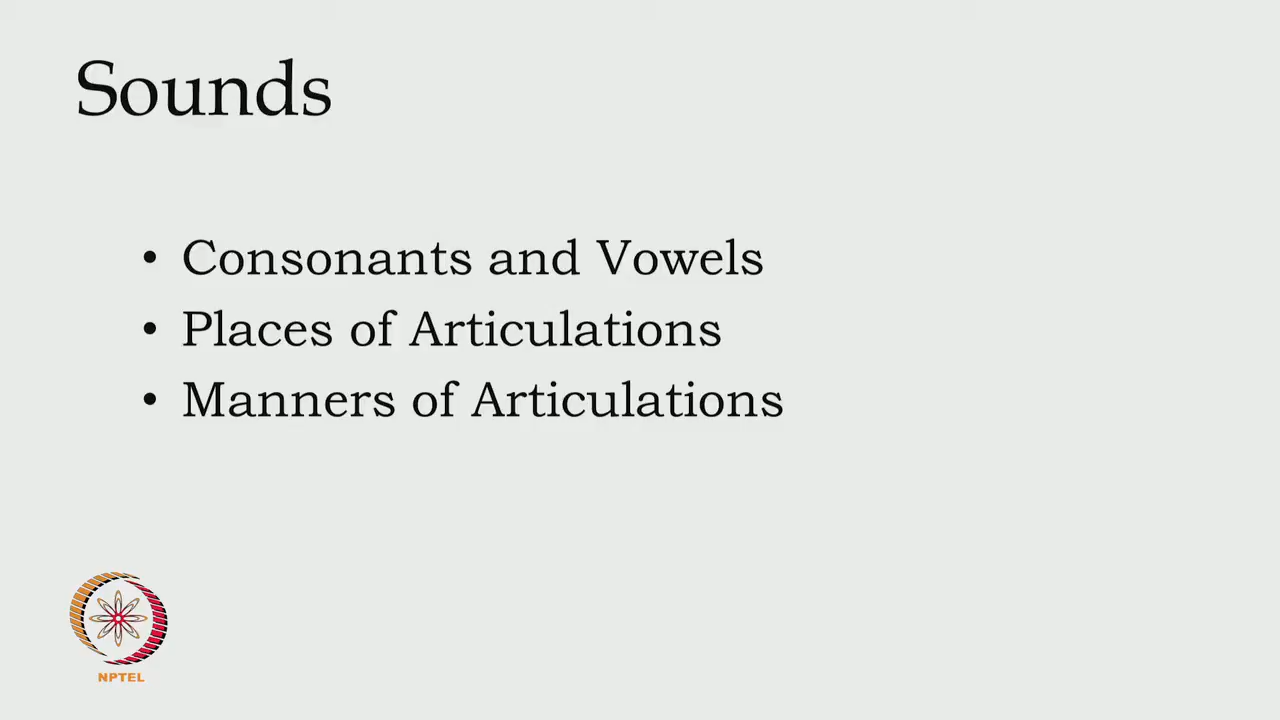 Sounds
• Consonants and Vowels
• Places of Articulations
• Manners of Articulations
NPTEL